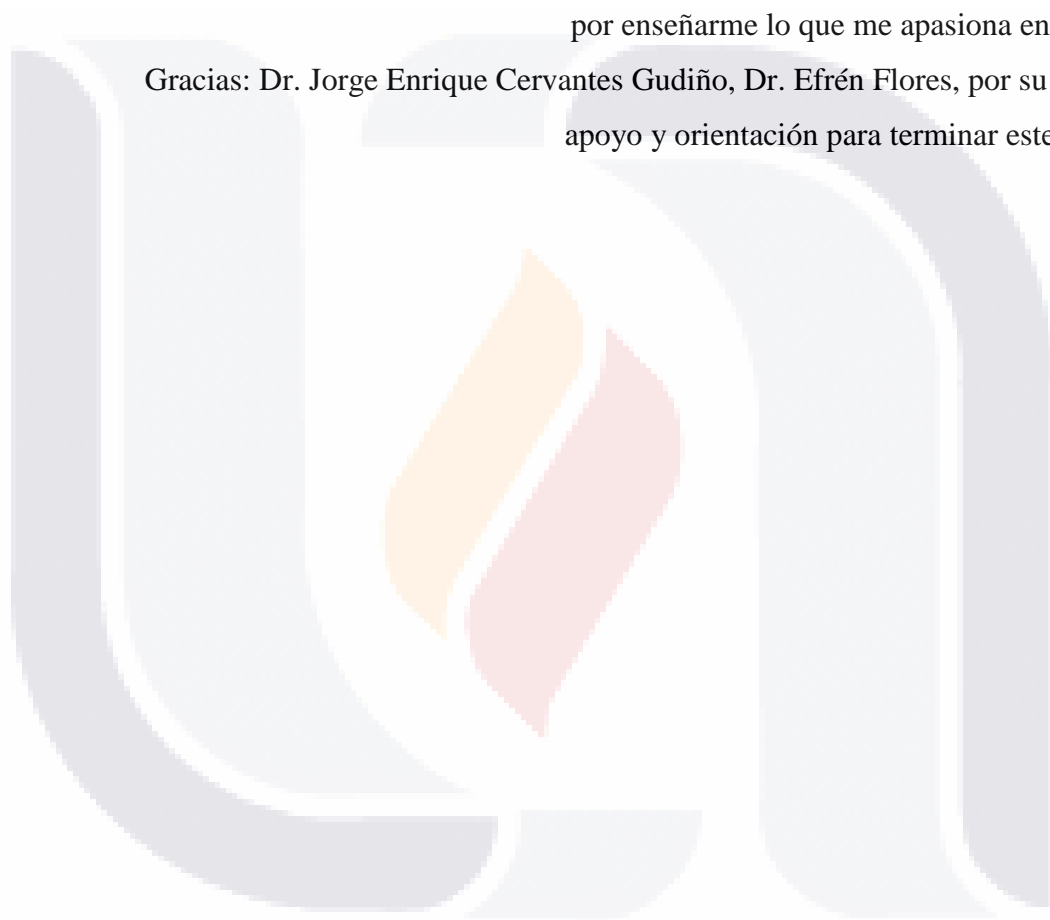 por enseñarme lo que me apasiona en
Gracias: Dr. Jorge Enrique Cervantes Gudiño, Dr. Efrén Flores, por su
apoyo y orientación para terminar este